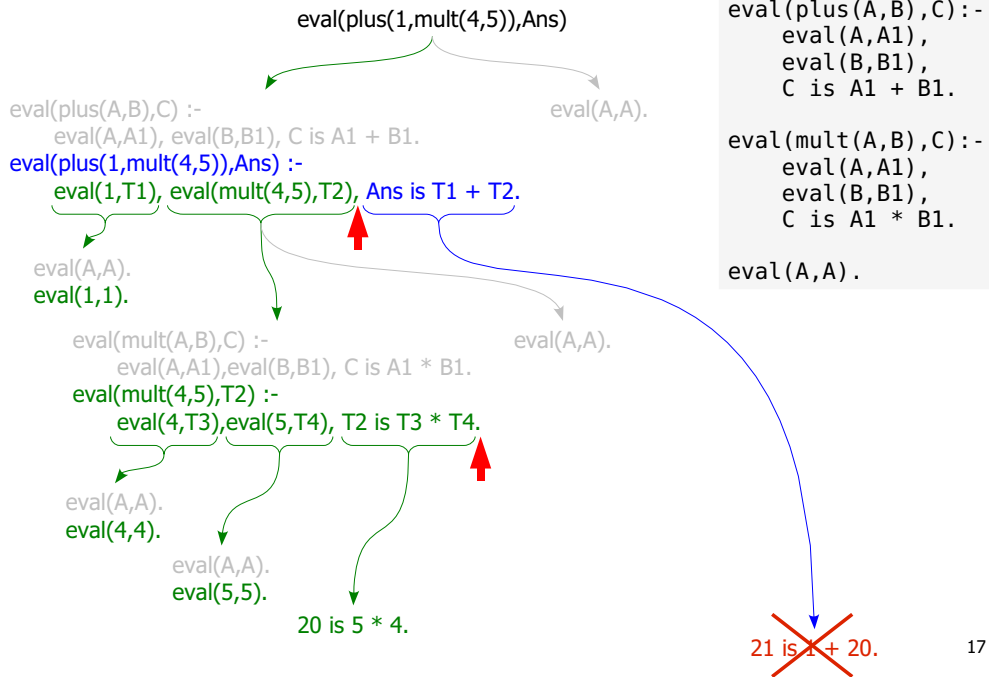 eval(plus(1,mult(4,5)),Ans)
eval(plus(A,B),C) :-
eval(A,A1), eval(B,B1), C is A1 + B1.
eval(A,A).
eval(plus(1,mult(4,5)),Ans) :-
eval(1,T1), eval(mult(4,5),T2), Ans is T1 + T2.
eval(A,A).
eval(1,1).
eval(mult(A,B),C) :-
eval(A,A1),eval(B,B1), C is A1 * B1.
eval(A,A).
eval(mult(4,5),T2) :-
eval(4,T3),eval(5,T4), T2 is T3 * T4.
eval(A,A).
eval(4,4).
eval(A,A).
eval(5,5).
20 is 5 * 4.
21 is 1 + 20.
eval(plus(A,B),C):-
eval(A,A1),
eval(B,B1),
C is A1 + B1.
eval(mult(A,B),C):-
eval(A,A1),
eval(B,B1),
C is A1 * B1.
eval(A,A).
17